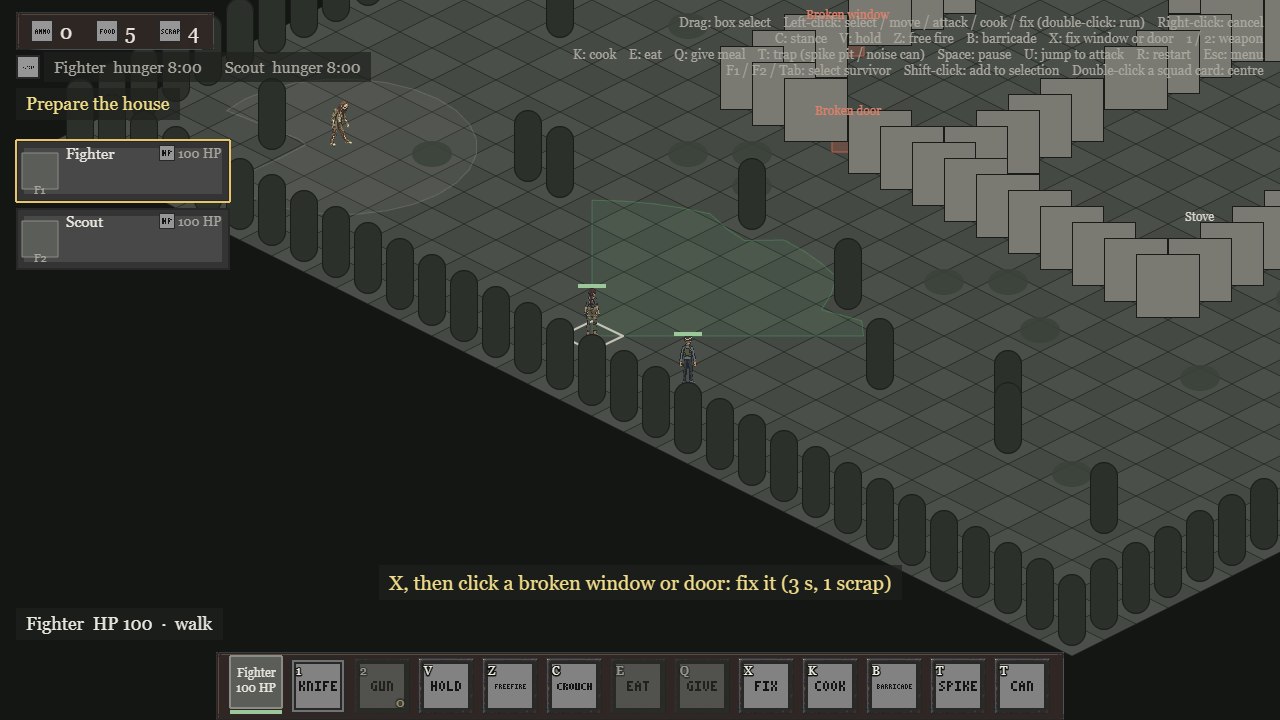 AMMO 0 FOOD 5 SCRAP 4
Fighter hunger 8:00 Scout hunger 8:00
Prepare the house
Fighter HP 100 HP
F1
Scout HP 100 HP
F2
Broken window
Drag: box select Left-click: select / move / attack / cook / fix (double-click: run) Right-click: cancel
C: stance V: hold Z: free fire B: barricade X: fix window or door 1 / 2: weapon
K: cook E: eat Q: give meal T: trap (spike pit / noise can) Space: pause U: jump to attack R: restart Esc: menu
F1 / F2 / Tab: select survivor Shift-click: add to selection Double-click a squad card: centre
Broken door
Stove
X, then click a broken window or door: fix it (3 s, 1 scrap)
Fighter HP 100 · walk
Fighter
100 HP
1 KNIFE
2 GUN 0
V HOLD
Z FREEFIRE
C CROUCH
E EAT
Q GIVE
X FIX
K COOK
B BARRICADE
T SPIKE
T CAN